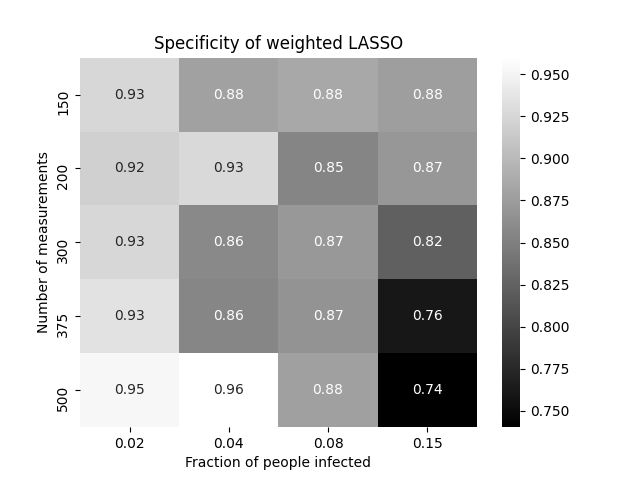 Specificity of weighted LASSO
Number of measurements
150
0.93 0.88 0.88 0.88
200
0.92 0.93 0.85 0.87
300
0.93 0.86 0.87 0.82
375
0.93 0.86 0.87 0.76
500
0.95 0.96 0.88 0.74
0.02 0.04 0.08 0.15
Fraction of people infected
0.950
0.925
0.900
0.875
0.850
0.825
0.800
0.775
0.750